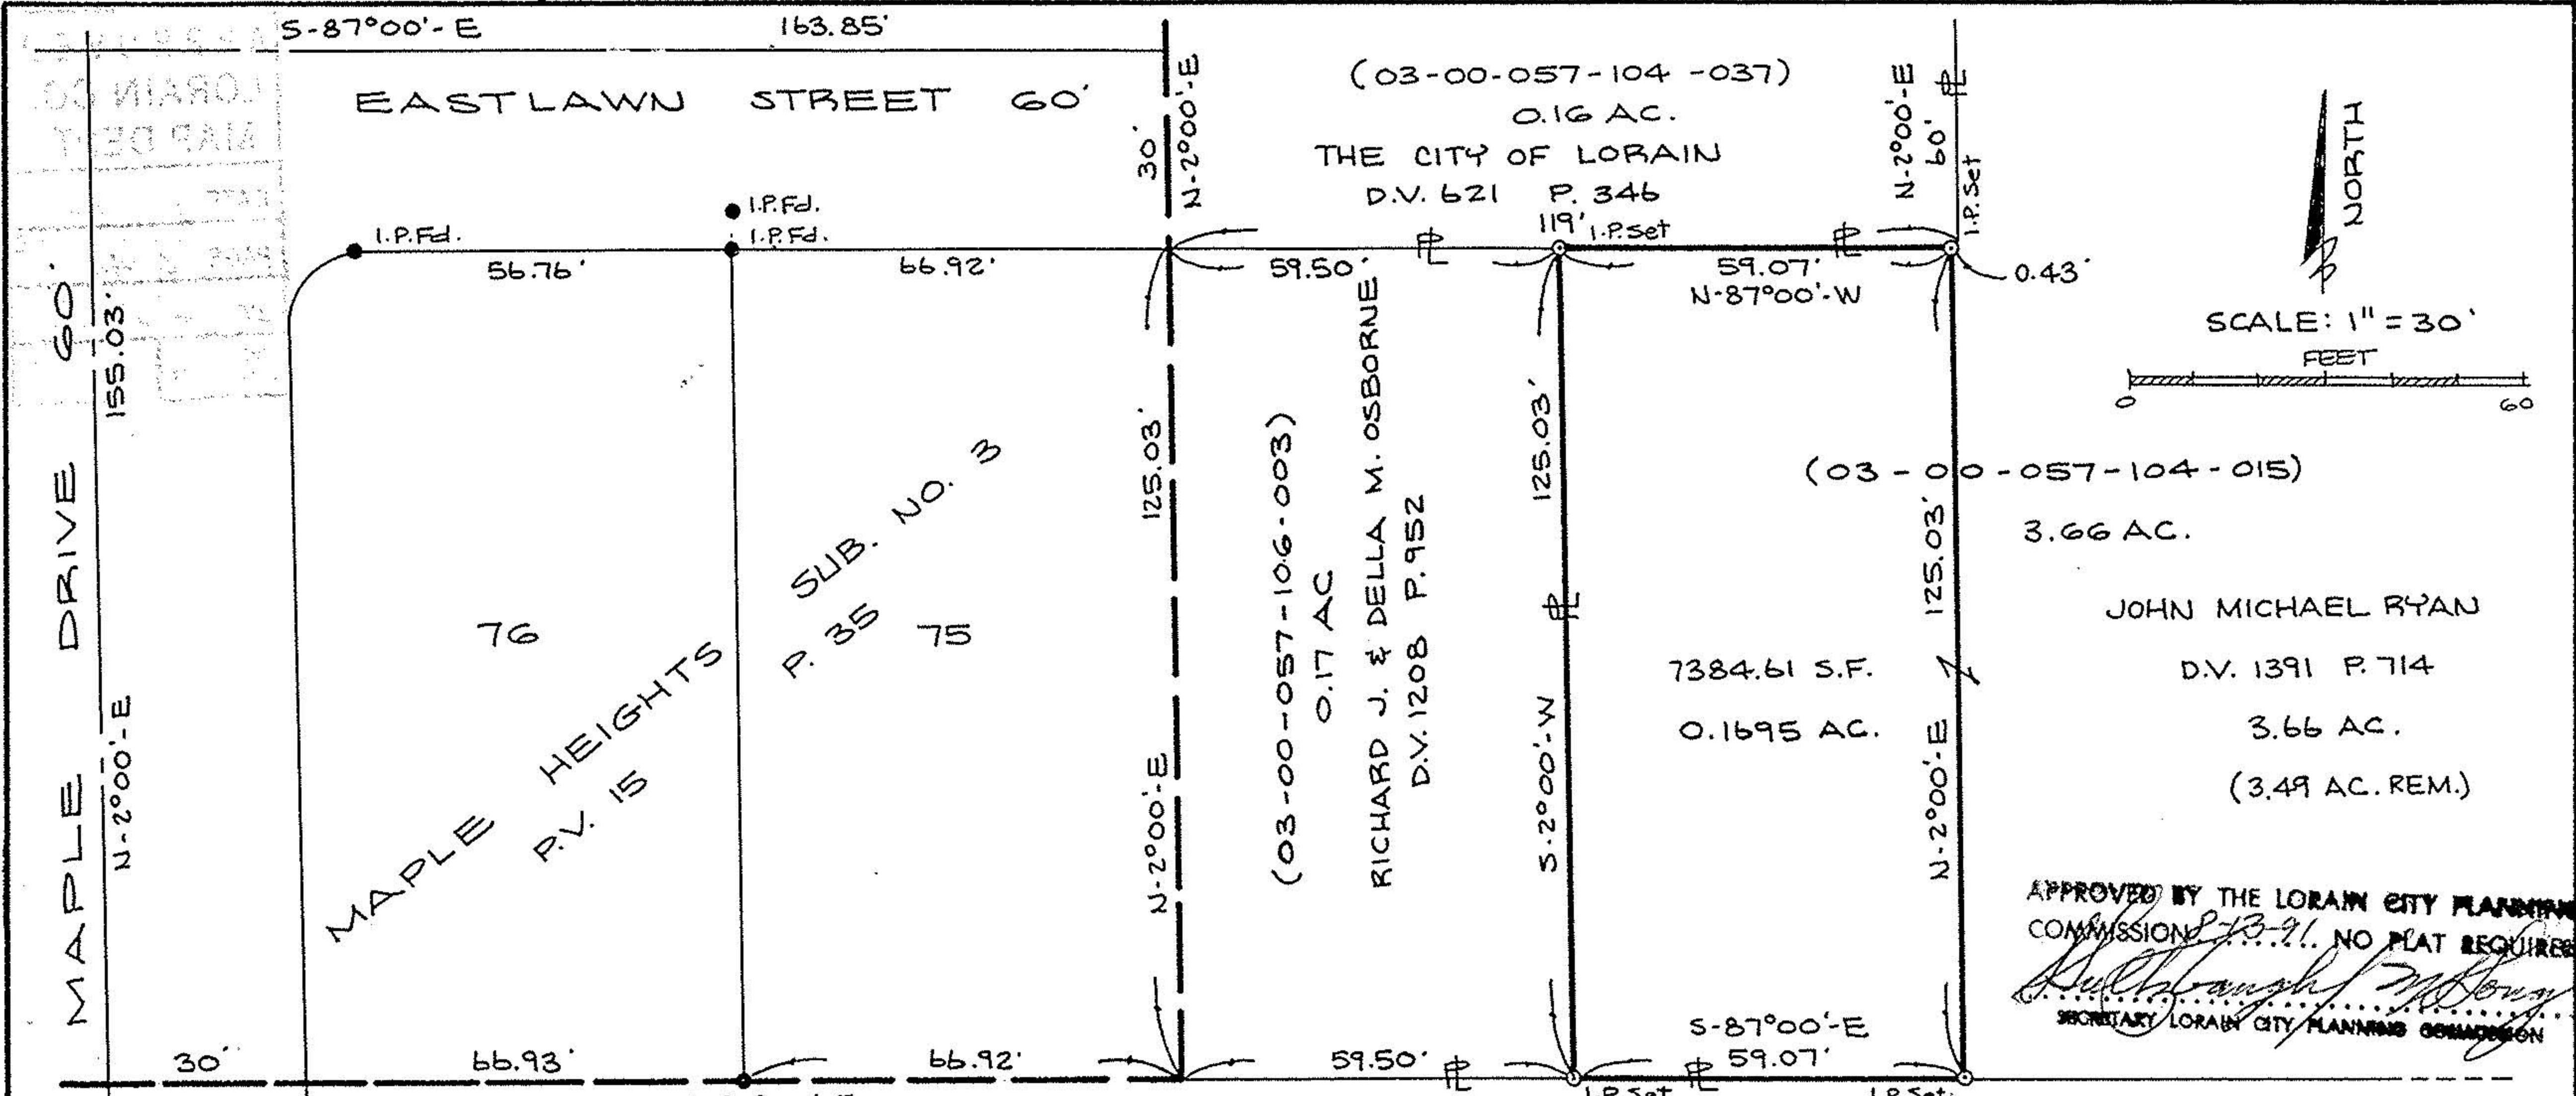 S-87°00'-E 163.85'
EASTLAWN STREET 60'
30'
N-2°00'-E
(03-00-057-104-037)
0.16 AC.
THE CITY OF LORAIN
D.V. 621 P. 346
N-2°00'-E
60'
I.P. Set
NORTH
I.P.Fd.
I.P.Fd.
I.P.Fd.
56.76'
66.92'
119'
I.P. Set
59.50'
59.07'
N-87°00'-W
0.43'
SCALE: 1" = 30'
FEET
0 60
LORAIN CO.
MAP DEPT
MAPLE DRIVE 60'
155.03'
N-2°00'-E
76
75
MAPLE HEIGHTS SUB. NO. 3
P.V. 15 P. 35
125.03'
N-2°00'-E
(03-00-057-106-003)
0.17 AC
RICHARD J. & DELLA M. OSBORNE
D.V. 1208 P. 952
125.03'
S-2°00'-W
7384.61 S.F.
0.1695 AC.
125.03'
N-2°00'-E
(03-00-057-104-015)
3.66 AC.
JOHN MICHAEL RYAN
D.V. 1391 P. 714
3.66 AC.
(3.49 AC. REM.)
APPROVED BY THE LORAIN CITY PLANNING
COMMISSION 8-13-91 NO PLAT REQUIRED
SECRETARY LORAIN CITY PLANNING COMMISSION
30'
66.93'
66.92'
59.50'
S-87°00'-E
59.07'
I.P. Set
I.P. Set